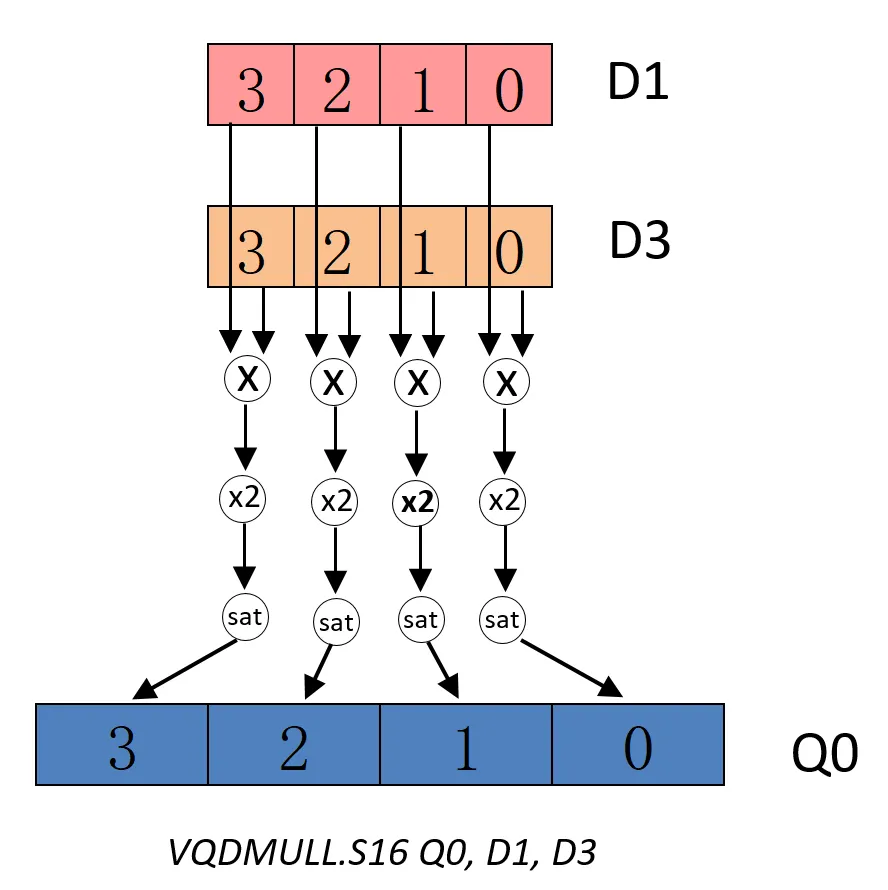 3 2 1 0 D1
3 2 1 0 D3
X X X X
x2 x2 x2 x2
sat sat sat sat
3 2 1 0 Q0
VQDMULL.S16 Q0, D1, D3